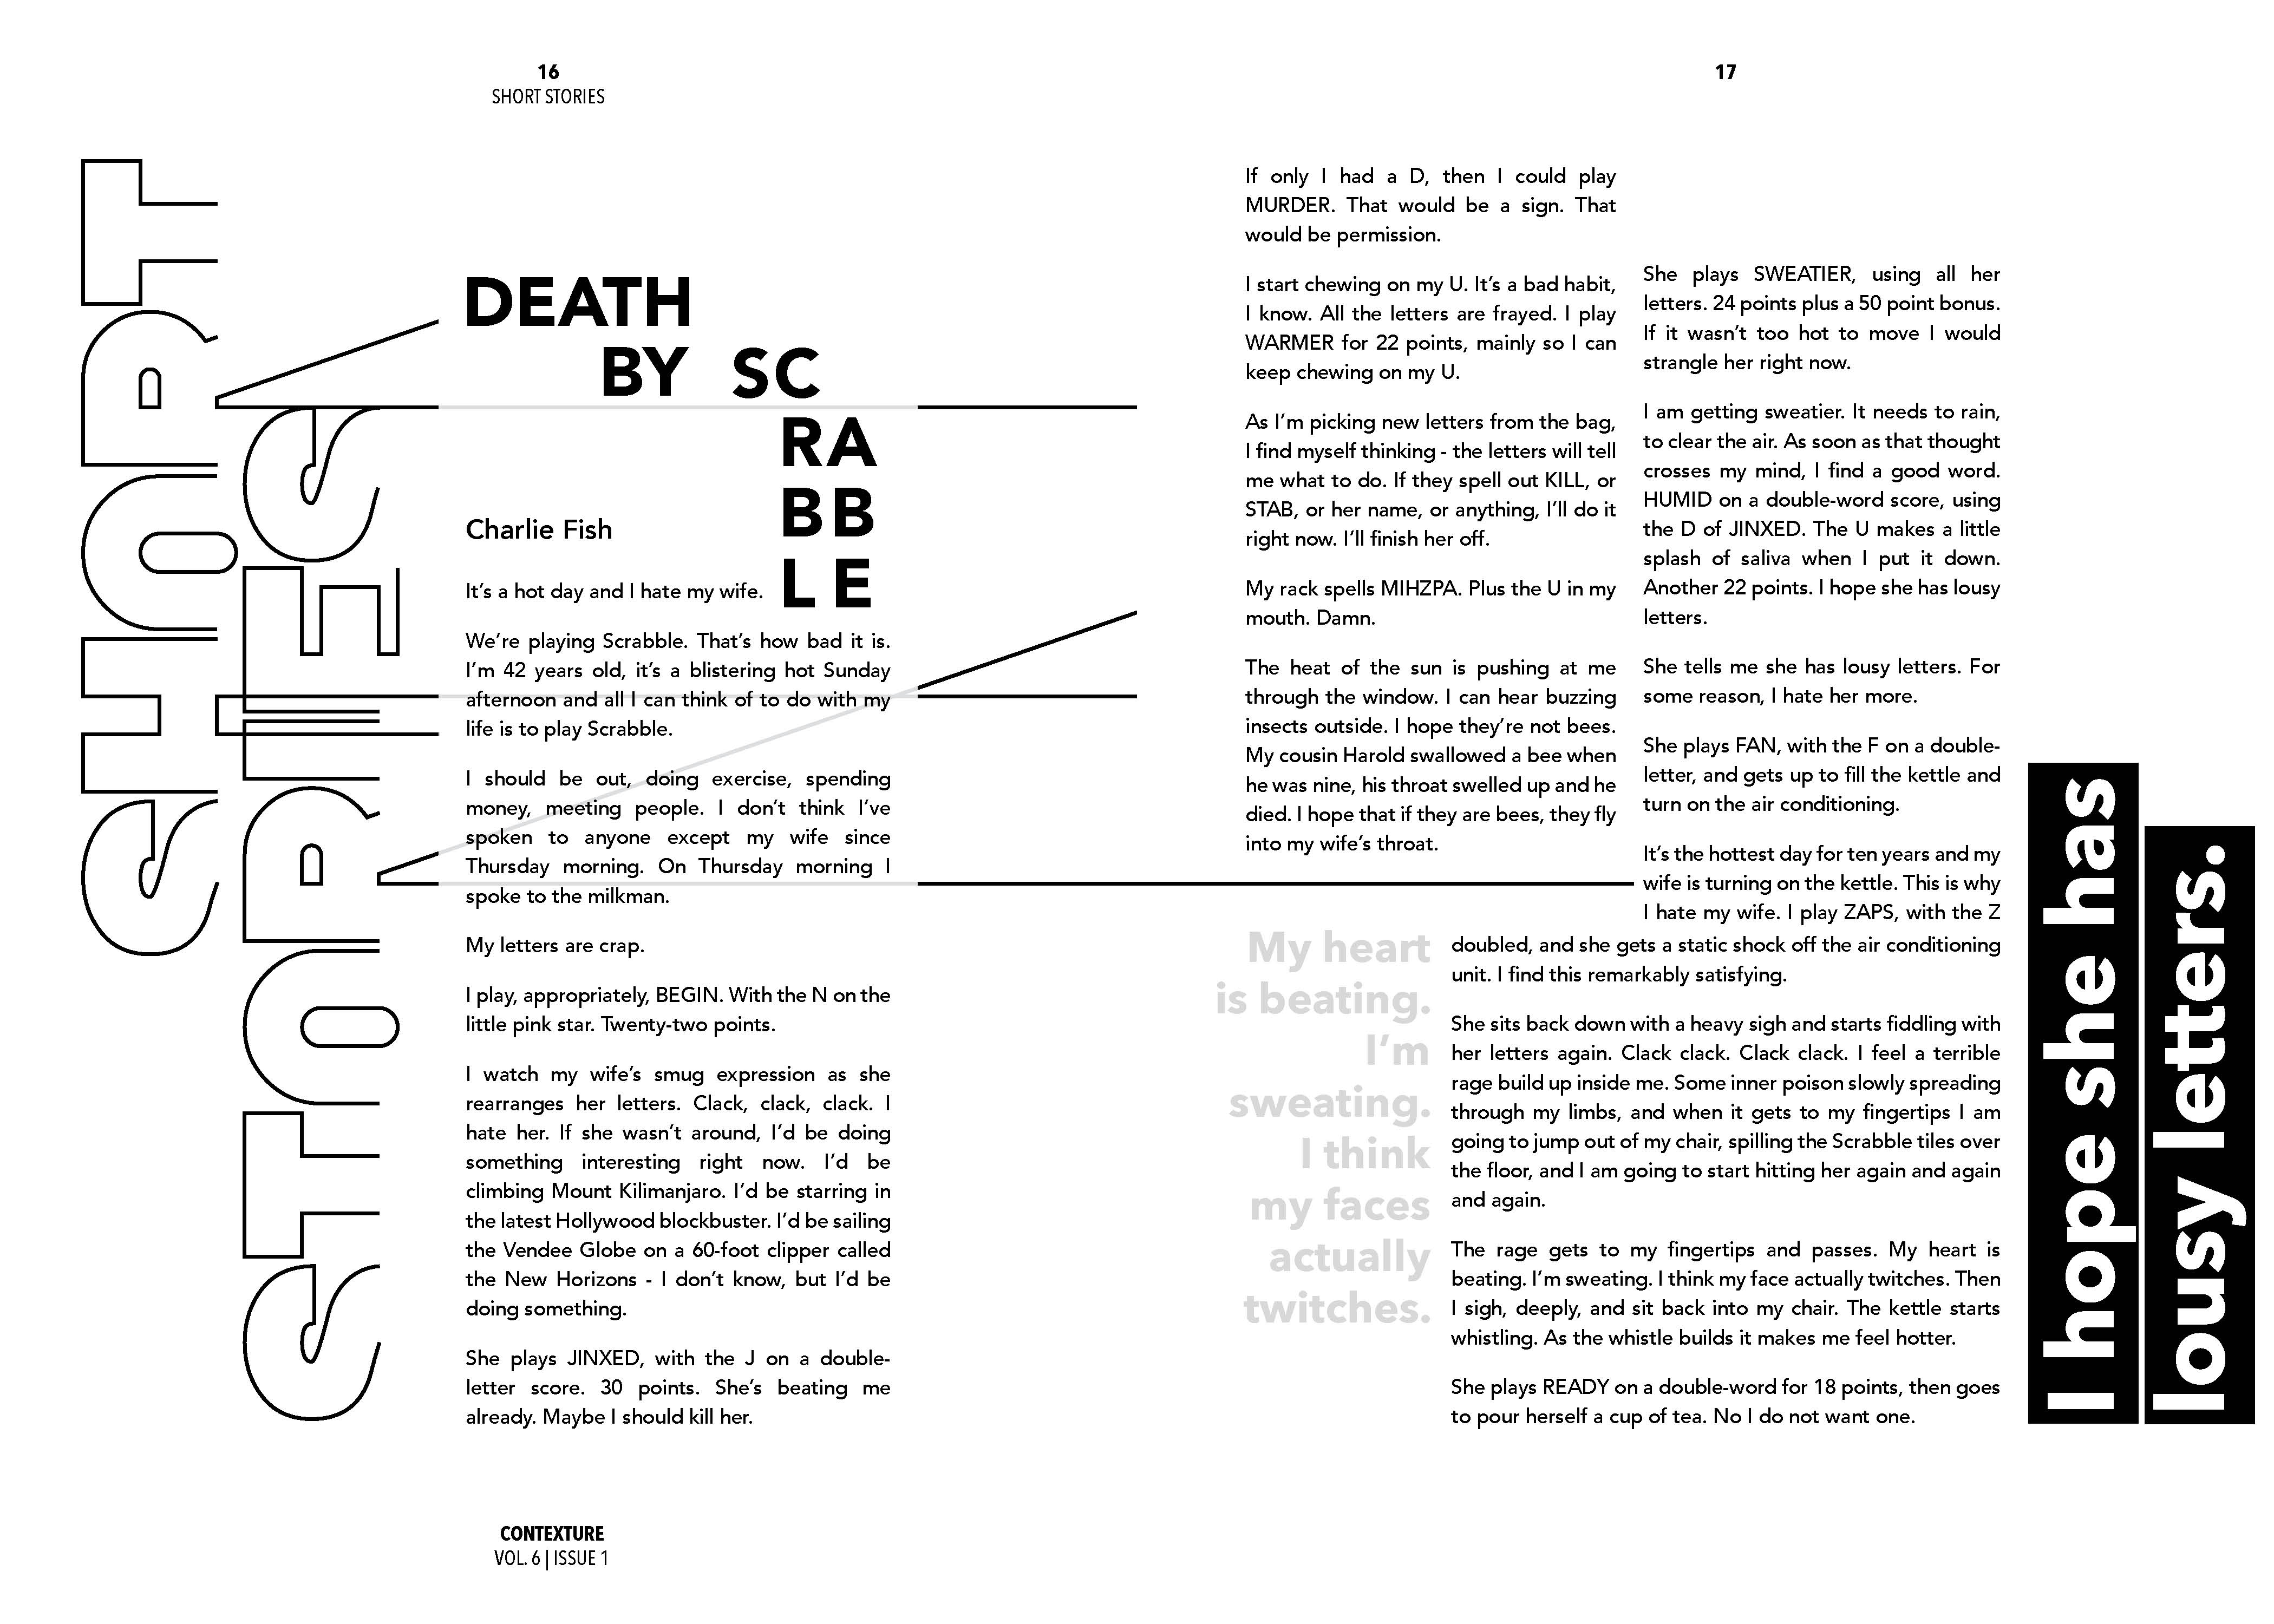 16
SHORT STORIES
SHORT
STORIES
DEATH
BY SC
RA
BB
LE
Charlie Fish
It's a hot day and I hate my wife.
We're playing Scrabble. That's how bad it is.
I'm 42 years old, it's a blistering hot Sunday
afternoon and all I can think of to do with my
life is to play Scrabble.
I should be out, doing exercise, spending
money, meeting people. I don't think I've
spoken to anyone except my wife since
Thursday morning. On Thursday morning I
spoke to the milkman.
My letters are crap.
I play, appropriately, BEGIN. With the N on the
little pink star. Twenty-two points.
I watch my wife's smug expression as she
rearranges her letters. Clack, clack, clack. I
hate her. If she wasn't around, I'd be doing
something interesting right now. I'd be
climbing Mount Kilimanjaro. I'd be starring in
the latest Hollywood blockbuster. I'd be sailing
the Vendee Globe on a 60-foot clipper called
the New Horizons - I don't know, but I'd be
doing something.
She plays JINXED, with the J on a double-
letter score. 30 points. She's beating me
already. Maybe I should kill her.
CONTEXTURE
VOL. 6 | ISSUE 1
17
If only I had a D, then I could play
MURDER. That would be a sign. That
would be permission.
I start chewing on my U. It's a bad habit,
I know. All the letters are frayed. I play
WARMER for 22 points, mainly so I can
keep chewing on my U.
As I'm picking new letters from the bag,
I find myself thinking - the letters will tell
me what to do. If they spell out KILL, or
STAB, or her name, or anything, I'll do it
right now. I'll finish her off.
My rack spells MIHZPA. Plus the U in my
mouth. Damn.
The heat of the sun is pushing at me
through the window. I can hear buzzing
insects outside. I hope they're not bees.
My cousin Harold swallowed a bee when
he was nine, his throat swelled up and he
died. I hope that if they are bees, they fly
into my wife's throat.
She plays SWEATIER, using all her
letters. 24 points plus a 50 point bonus.
If it wasn't too hot to move I would
strangle her right now.
I am getting sweatier. It needs to rain,
to clear the air. As soon as that thought
crosses my mind, I find a good word.
HUMID on a double-word score, using
the D of JINXED. The U makes a little
splash of saliva when I put it down.
Another 22 points. I hope she has lousy
letters.
She tells me she has lousy letters. For
some reason, I hate her more.
She plays FAN, with the F on a double-
letter, and gets up to fill the kettle and
turn on the air conditioning.
It's the hottest day for ten years and my
wife is turning on the kettle. This is why
I hate my wife. I play ZAPS, with the Z
doubled, and she gets a static shock off the air conditioning
unit. I find this remarkably satisfying.
She sits back down with a heavy sigh and starts fiddling with
her letters again. Clack clack. Clack clack. I feel a terrible
rage build up inside me. Some inner poison slowly spreading
through my limbs, and when it gets to my fingertips I am
going to jump out of my chair, spilling the Scrabble tiles over
the floor, and I am going to start hitting her again and again
and again.
The rage gets to my fingertips and passes. My heart is
beating. I'm sweating. I think my face actually twitches. Then
I sigh, deeply, and sit back into my chair. The kettle starts
whistling. As the whistle builds it makes me feel hotter.
She plays READY on a double-word for 18 points, then goes
to pour herself a cup of tea. No I do not want one.
My heart
is beating.
I'm
sweating.
I think
my faces
actually
twitches.
I hope she has
lousy letters.